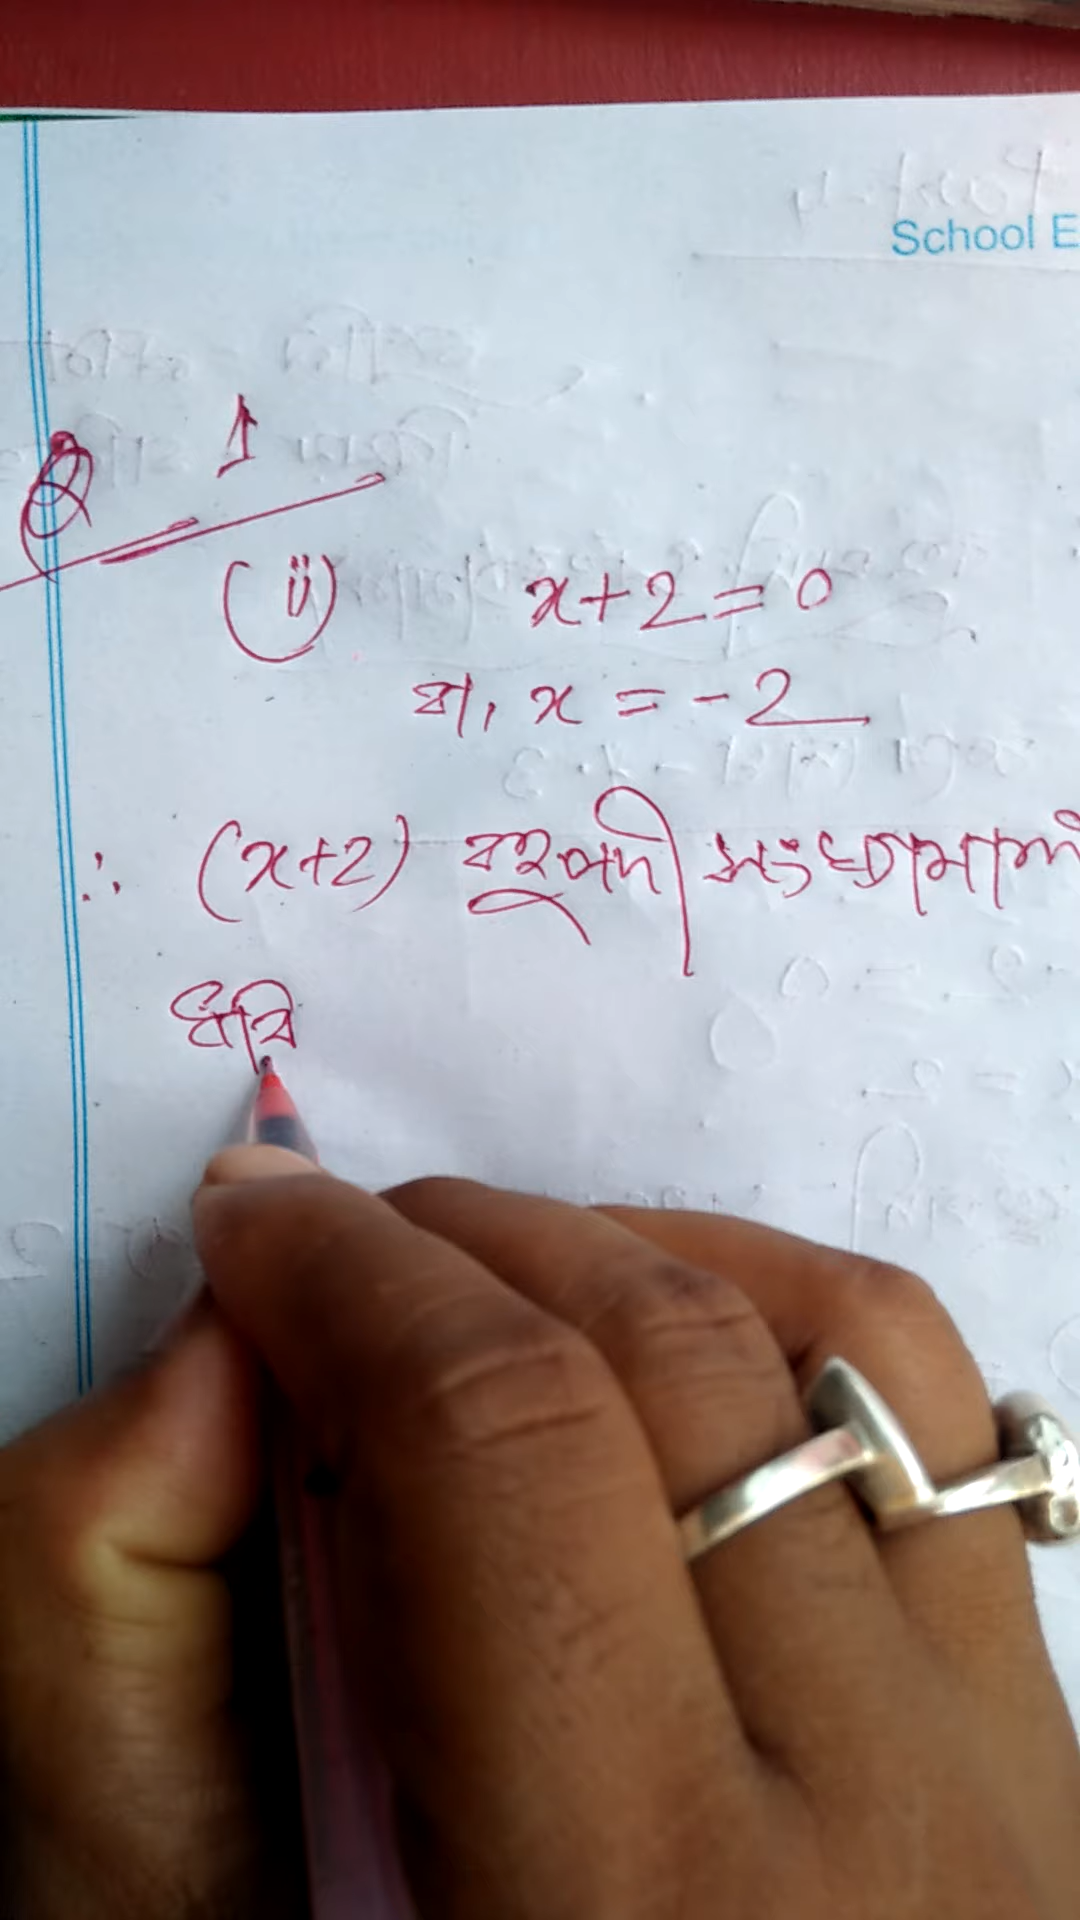 School E
Q 1
(ii) x+2=0
বা, x = -2
∴ (x+2) বহুপদী সংখ্যামালা
ধরি